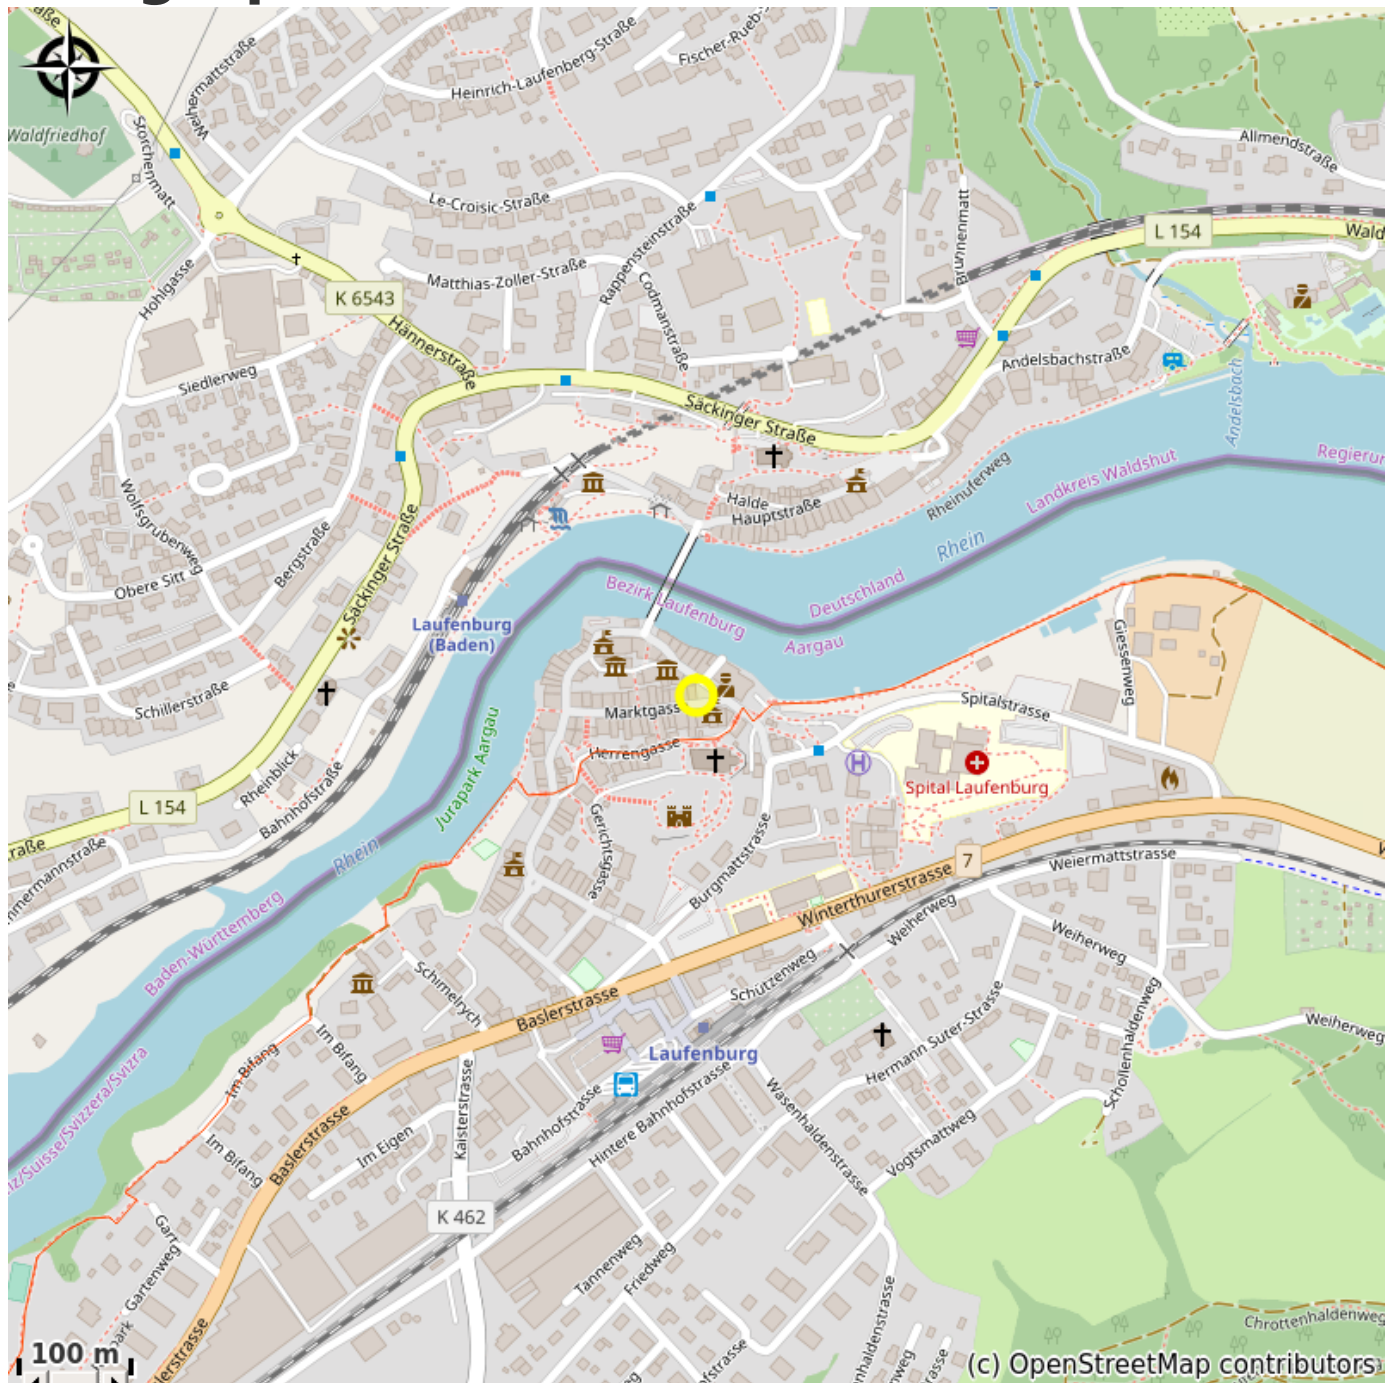 Weihermattstraße
Heinrich-Laufenberg-Straße
Waldfriedhof
Storchenmatt
Allmendstraße
Le-Croisic-Straße
Brunnenmatt
L 154
Rappensteinstraße
Hohlgasse
Matthias-Zoller-Straße
Codmanstraße
K 6543
Hännerstraße
Andelsbachstraße
Siedlerweg
Andelsbach
Säckinger Straße
Landkreis Waldshut
Rheinuferweg
Halde
Hauptstraße
Wolfsgrubenweg
Bergstraße
Säckinger Straße
Rhein
Obere Sitt
Deutschland
Bezirk Laufenburg
Laufenburg
(Baden)
Aargau
Giessenweg
Schillerstraße
Marktgass
Spitalstrasse
Herrengasse
Jurapark Aargau
Rheinblick
H
Spital Laufenburg
Bahnhofstraße
L 154
Gerichtsgasse
Burgmattstrasse
7
Weiermattstrasse
Rhein
Winterthurerstrasse
Weiherweg
Weiherweg
Baden-Württemberg
Schimelrych
Schützenweg
Baslerstrasse
Schollenhaldenweg
Weiherweg
Im Bifang
Im Bifang
Laufenburg
Hermann Suter-Strasse
Kaisterstrasse
Bahnhofstrasse
Hintere Bahnhofstrasse
Wasenhaldenstrasse
Vogtsmattweg
Im Eigen
Im Bifang
Baslerstrasse
K 462
Gartenweg
Tannenweg
Friedweg
Chrottenhaldenweg
100 m
(c) OpenStreetMap contributors